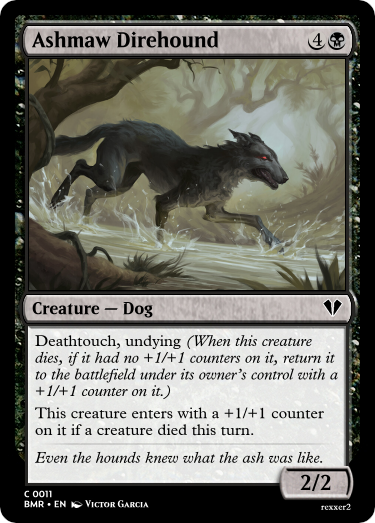 Ashmaw Direhound 4
Creature — Dog
Deathtouch, undying (When this creature
dies, if it had no +1/+1 counters on it, return it
to the battlefield under its owner's control with a
+1/+1 counter on it.)
This creature enters with a +1/+1 counter
on it if a creature died this turn.
Even the hounds knew what the ash was like.
2/2
C 0011
BMR • EN Victor Garcia
rexxer2